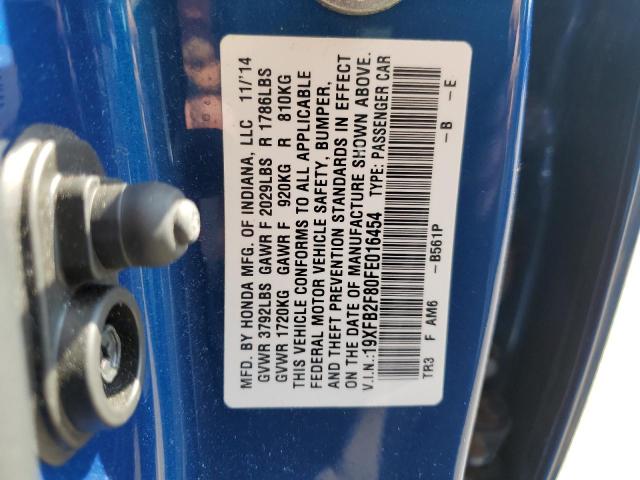 MFD. BY HONDA MFG. OF INDIANA, LLC 11/'14
GVWR 3792LBS GAWR F 2029LBS R 1786LBS
GVWR 1720KG GAWR F 920KG R 810KG
THIS VEHICLE CONFORMS TO ALL APPLICABLE
FEDERAL MOTOR VEHICLE SAFETY, BUMPER,
AND THEFT PREVENTION STANDARDS IN EFFECT
ON THE DATE OF MANUFACTURE SHOWN ABOVE.
V.I.N.:19XFB2F80FE016454 TYPE: PASSENGER CAR
TR3 F AM6 -B561P -B -E